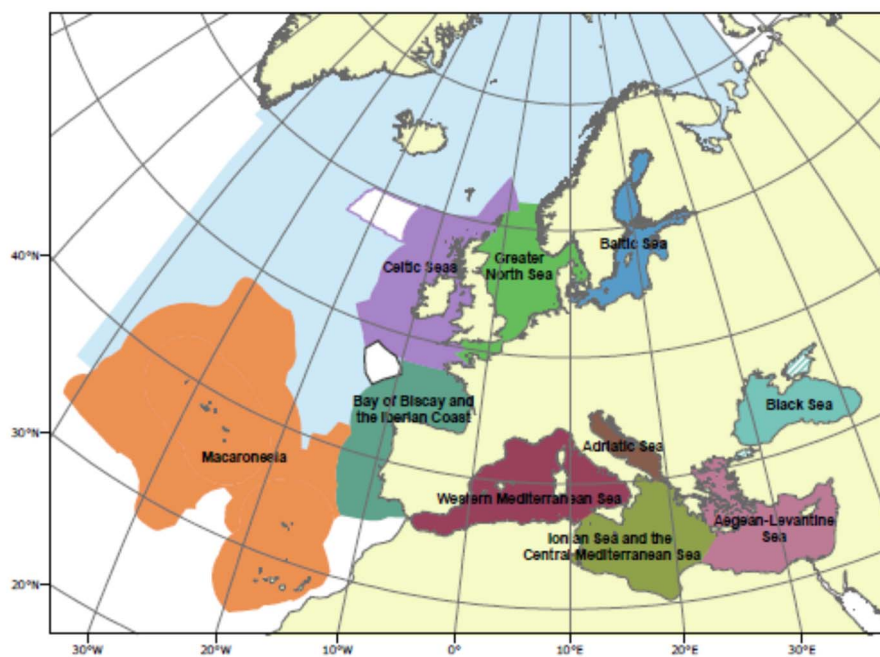 40°N
30°N
20°N
Celtic Seas
Greater
North Sea
Baltic Sea
Bay of Biscay and
the Iberian Coast
Black Sea
Macaronesia
Adriatic Sea
Western Mediterranean Sea
Aegean-Levantine
Sea
Ionian Sea and the
Central Mediterranean Sea
30°W
20°W
10°W
0°
10°E
20°E
30°E